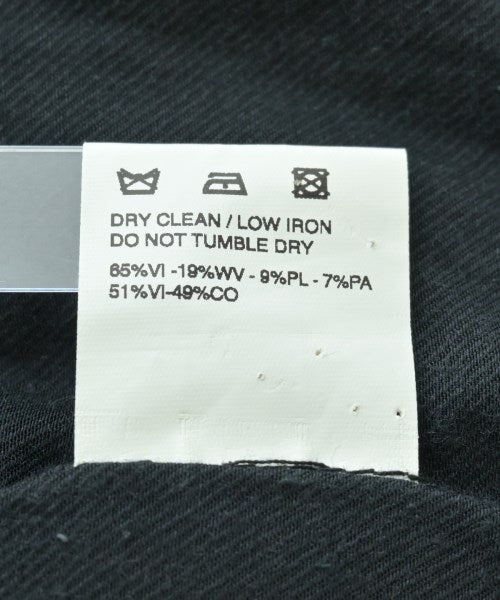 DRY CLEAN / LOW IRON
DO NOT TUMBLE DRY
65%VI -19%WV - 9%PL - 7%PA
51%VI-49%CO